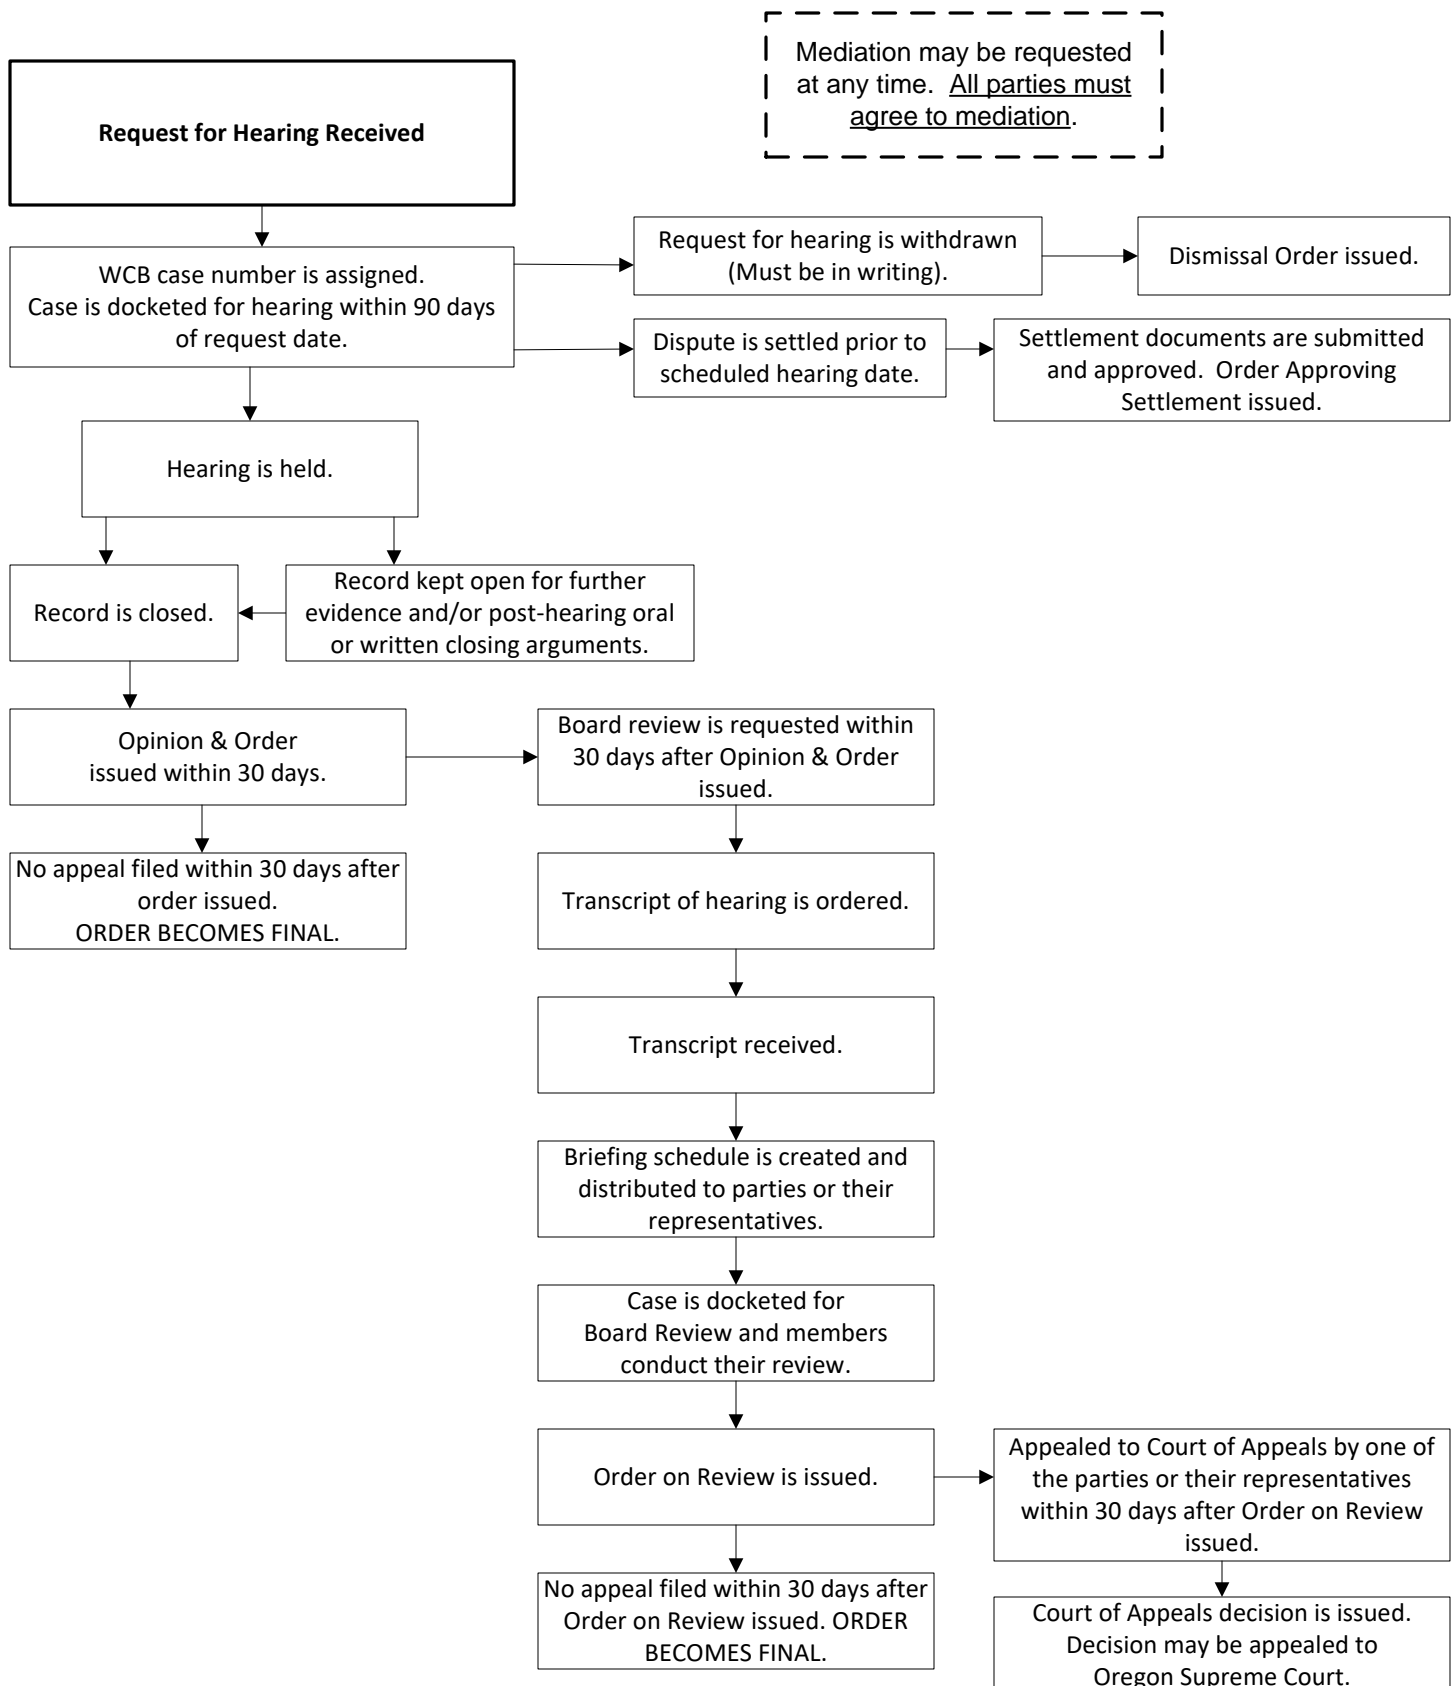 Mediation may be requested
at any time.  All parties must
agree to mediation.
Request for Hearing Received
WCB case number is assigned.
Case is docketed for hearing within 90 days
of request date.
Request for hearing is withdrawn
(Must be in writing).
Dismissal Order issued.
Dispute is settled prior to
scheduled hearing date.
Settlement documents are submitted
and approved.  Order Approving
Settlement issued.
Hearing is held.
Record is closed.
Record kept open for further
evidence and/or post-hearing oral
or written closing arguments.
Opinion & Order
issued within 30 days.
Board review is requested within
30 days after Opinion & Order
issued.
No appeal filed within 30 days after
order issued.
ORDER BECOMES FINAL.
Transcript of hearing is ordered.
Transcript received.
Briefing schedule is created and
distributed to parties or their
representatives.
Case is docketed for
Board Review and members
conduct their review.
Order on Review is issued.
Appealed to Court of Appeals by one of
the parties or their representatives
within 30 days after Order on Review
issued.
No appeal filed within 30 days after
Order on Review issued. ORDER
BECOMES FINAL.
Court of Appeals decision is issued.
Decision may be appealed to
Oregon Supreme Court.